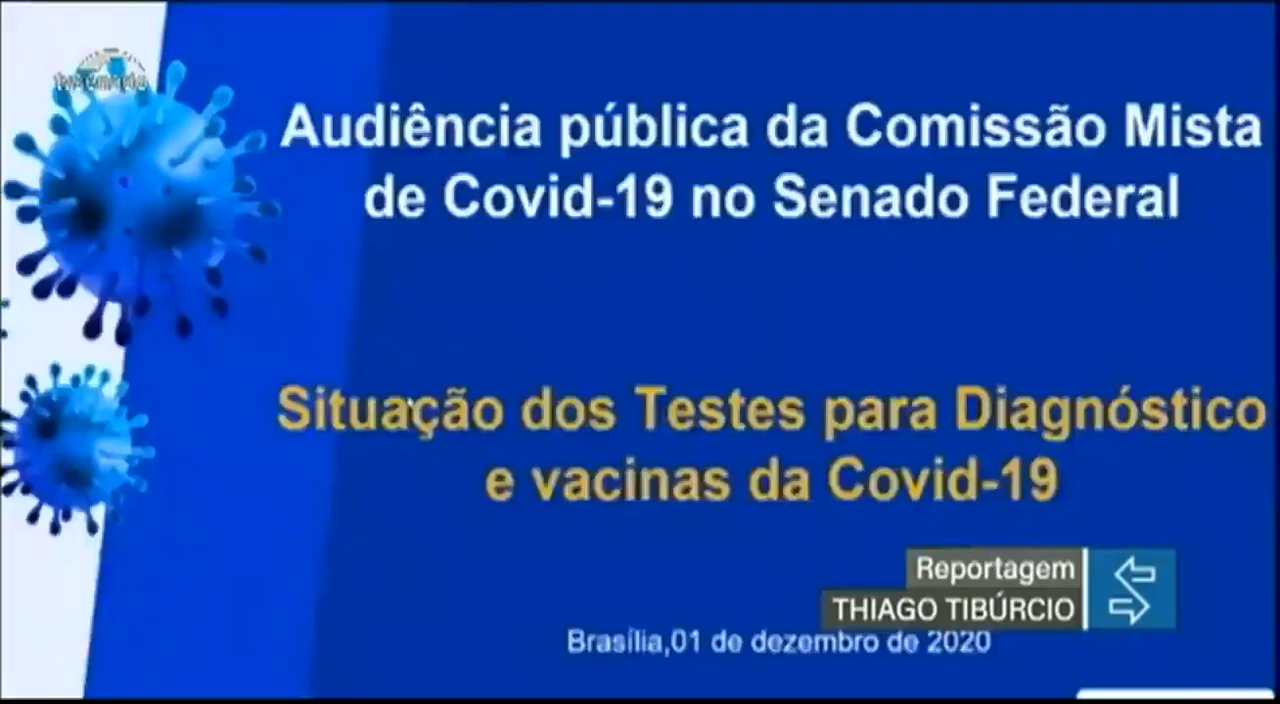 Audiência pública da Comissão Mista
de Covid-19 no Senado Federal
Situação dos Testes para Diagnóstico
e vacinas da Covid-19
Reportagem
THIAGO TIBÚRCIO
Brasília,01 de dezembro de 2020